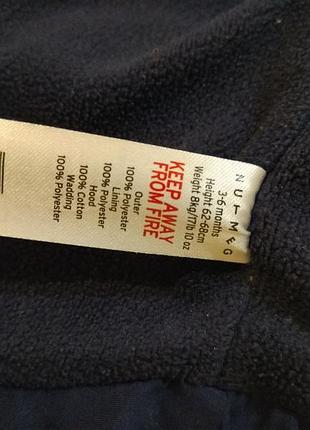 NUTMEG
3-6 months
Height 62-68cm
Weight 8kg/17lb 10 oz
KEEP AWAY
FROM FIRE
Outer
100% Polyester
Lining
100% Polyester
Hood
100% Cotton
Wadding
100% Polyester